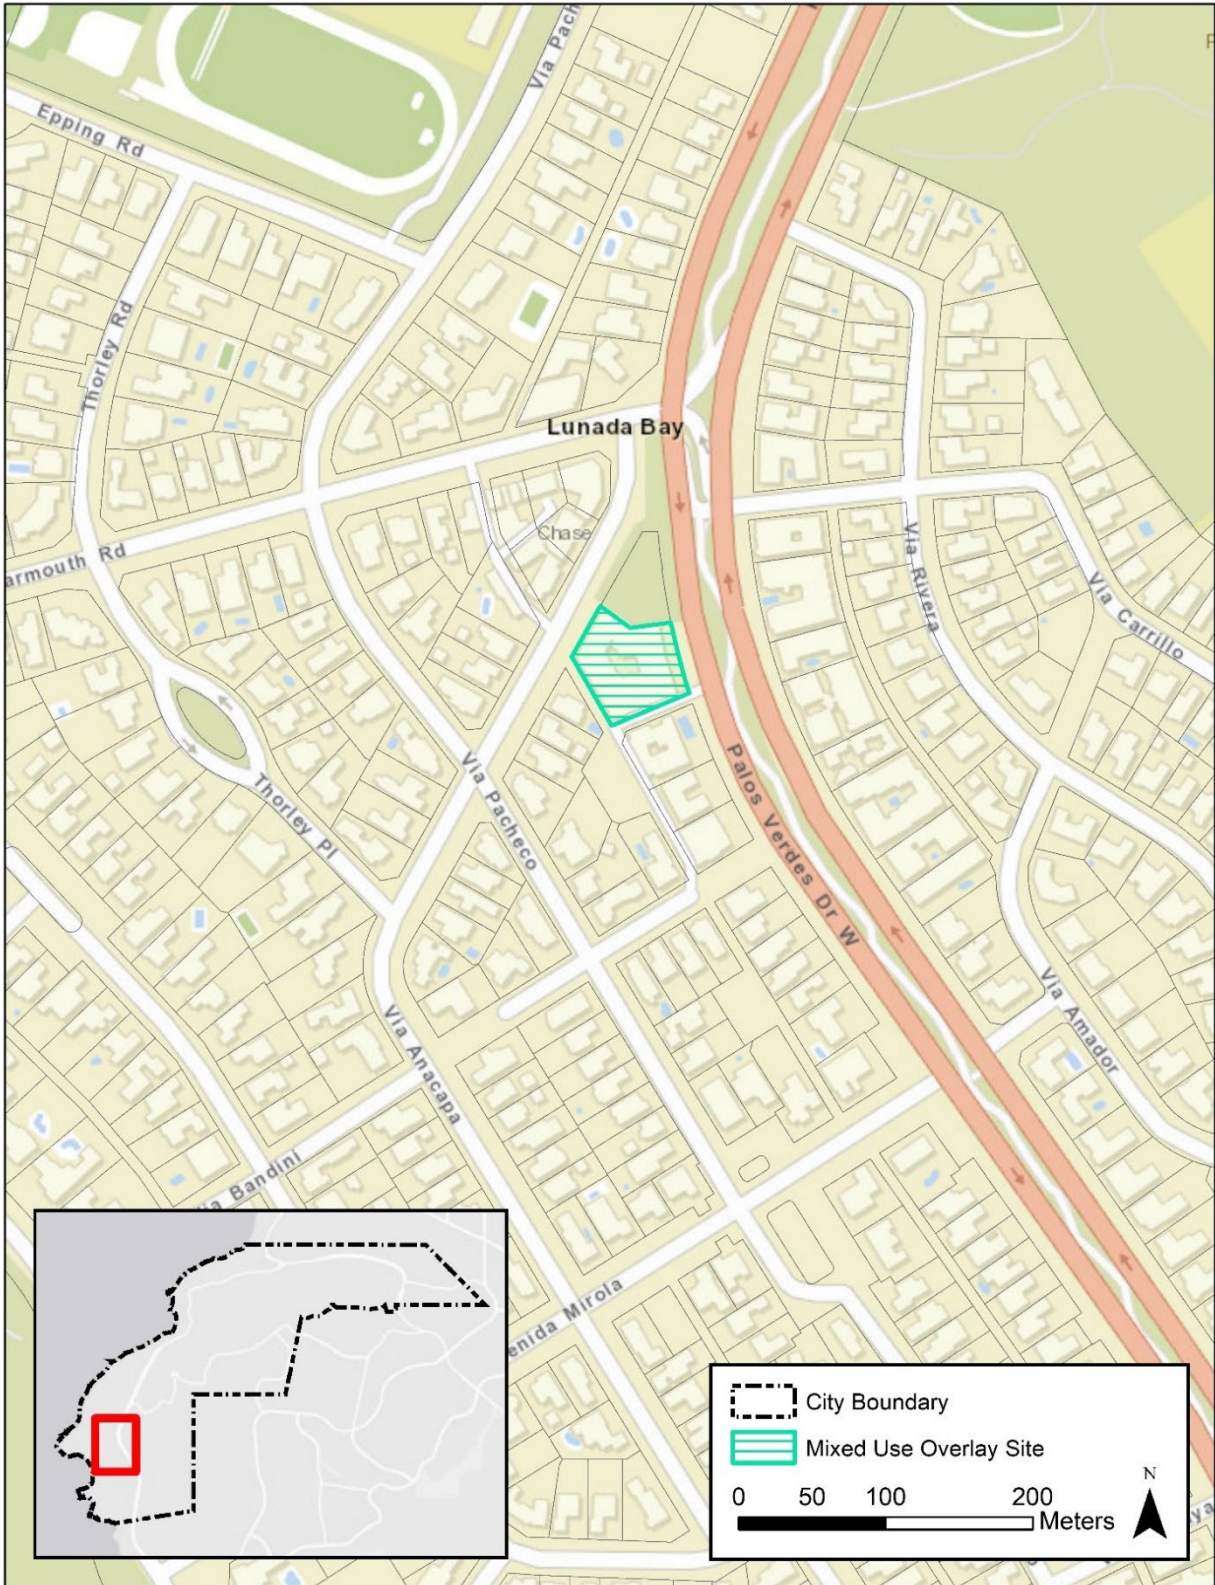 Via Pach
Epping Rd
Thorley Rd
Lunada Bay
Chase
armouth Rd
Via Rivera
Via Carrillo
Via Pacheco
Thorley Pl
Palos Verdes Dr W
Via Anacapa
Via Amador
ia Bandini
enida Mirola
City Boundary
Mixed Use Overlay Site
N
0 50 100 200
Meters